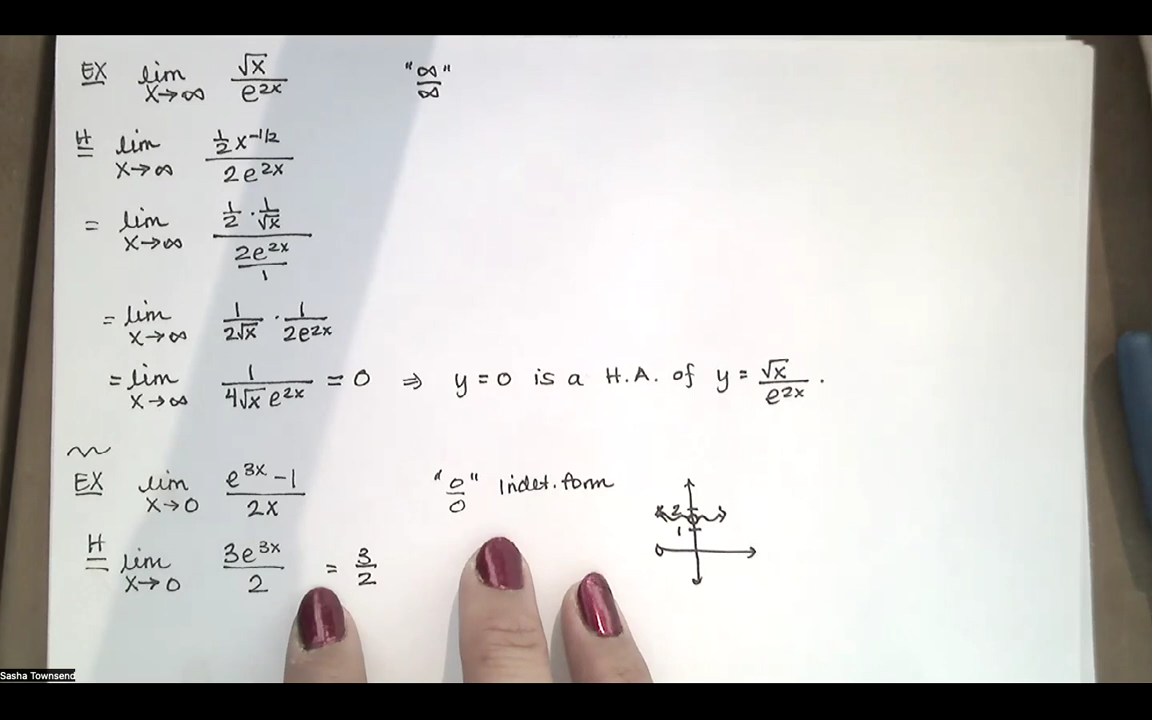 EX lim x→∞ √x / e^2x "∞/∞"
H= lim x→∞ ½x^-1/2 / 2e^2x
= lim x→∞ (1/2 · 1/√x) / (2e^2x / 1)
= lim x→∞ 1/2√x · 1/2e^2x
= lim x→∞ 1 / 4√x e^2x = 0 ⇒ y = 0 is a H.A. of y = √x / e^2x.
EX lim x→0 e^3x - 1 / 2x "0/0" Indet. form
2
1
H= lim x→0 3e^3x / 2 = 3/2
Sasha Townsend